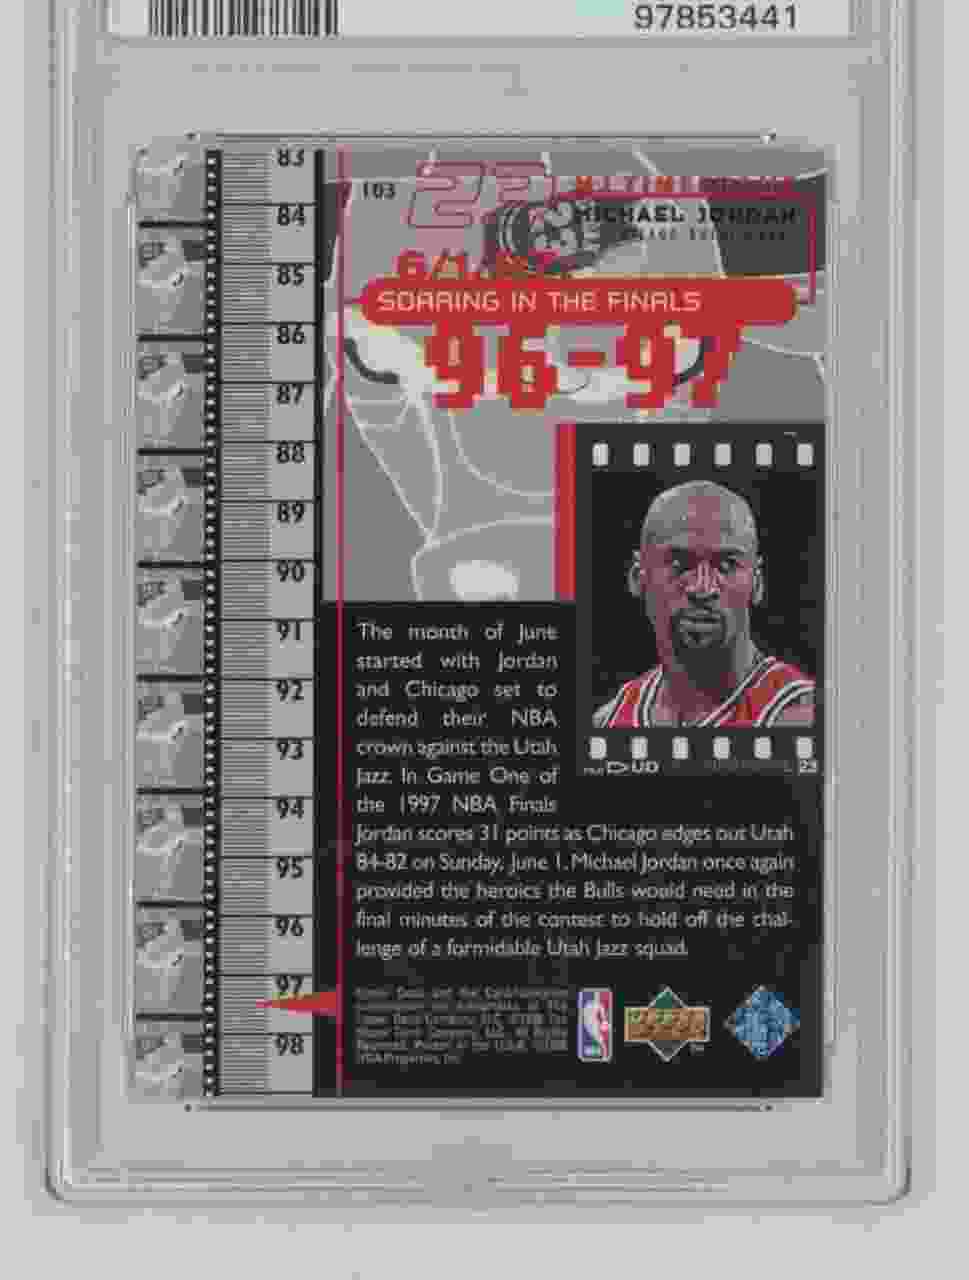 97853441
83
84
85
86
87
88
89
90
91
92
93
94
95
96
97
98
103
23
MICHAEL JORDAN
SOARING IN THE FINALS
96-97
The month of June
started with Jordan
and Chicago set to
defend their NBA
crown against the Utah
Jazz. In Game One of
the 1997 NBA Finals
Jordan scores 31 points as Chicago edges out Utah
84-82 on Sunday, June 1. Michael Jordan once again
provided the heroics the Bulls would need in the
final minutes of the contest to hold off the chal-
lenge of a formidable Utah Jazz squad.
UD
23